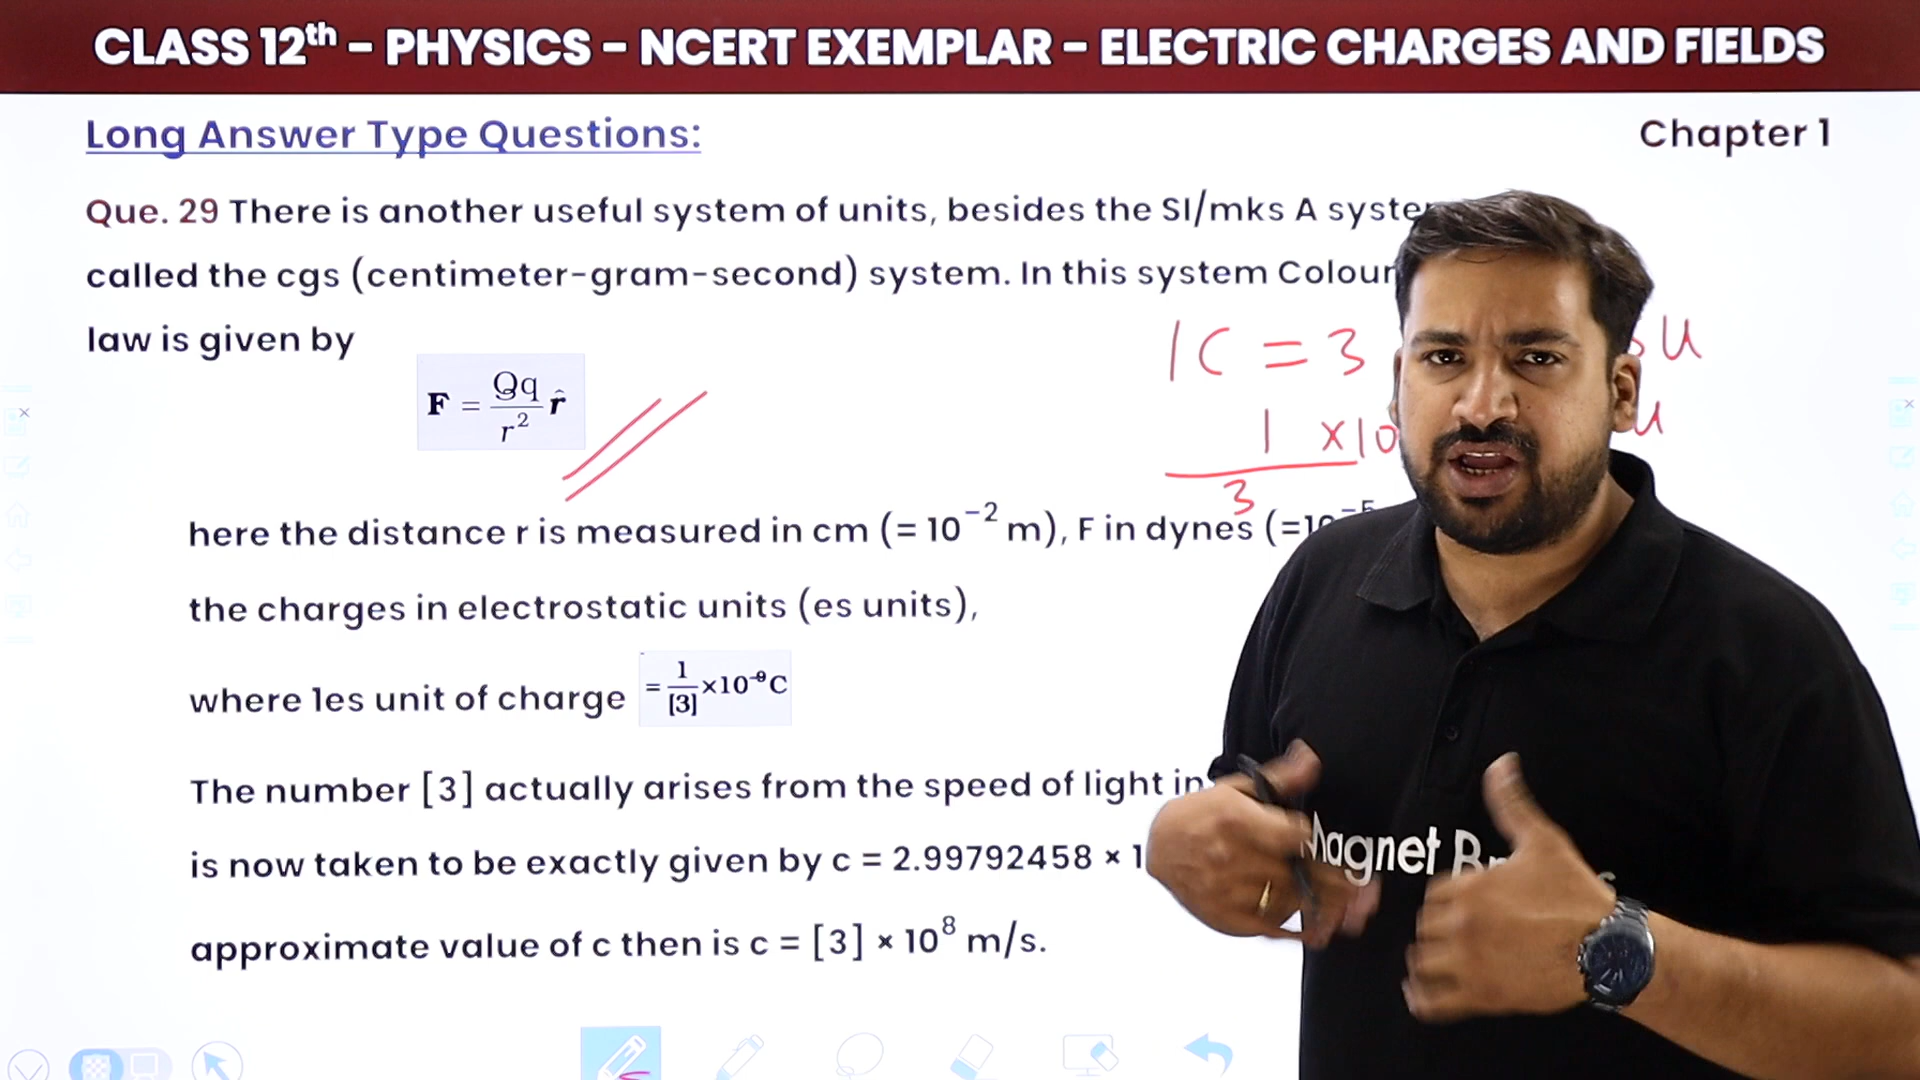 CLASS 12th – PHYSICS – NCERT EXEMPLAR – ELECTRIC CHARGES AND FIELDS
Long Answer Type Questions:
Chapter 1
Que. 29 There is another useful system of units, besides the SI/mks A syste
called the cgs (centimeter-gram-second) system. In this system Colour
law is given by
F = Qq/r² r̂
1C = 3 U
1 ×10 u
3
here the distance r is measured in cm (= 10⁻² m), F in dynes (=10⁻⁵
the charges in electrostatic units (es units),
where 1es unit of charge = 1/[3] ×10⁻⁹ C
The number [3] actually arises from the speed of light in
is now taken to be exactly given by c = 2.99792458 × 1
approximate value of c then is c = [3] × 10⁸ m/s.
Magnet